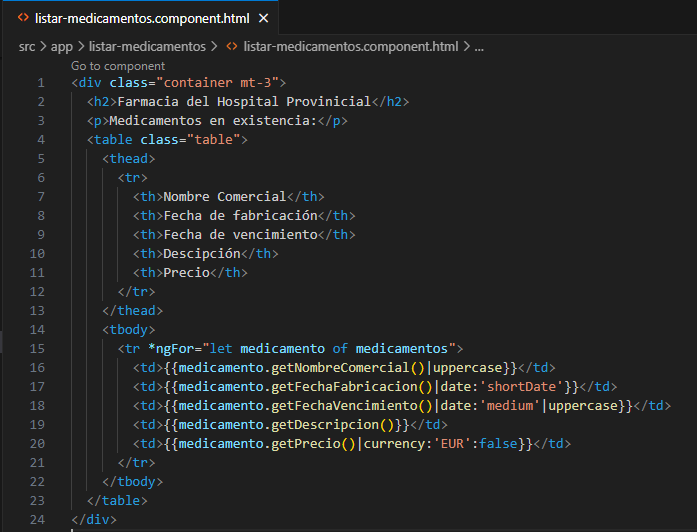 listar-medicamentos.component.html
src > app > listar-medicamentos > listar-medicamentos.component.html > ...
Go to component
1 <div class="container mt-3">
2 <h2>Farmacia del Hospital Provinicial</h2>
3 <p>Medicamentos en existencia:</p>
4 <table class="table">
5 <thead>
6 <tr>
7 <th>Nombre Comercial</th>
8 <th>Fecha de fabricación</th>
9 <th>Fecha de vencimiento</th>
10 <th>Descipción</th>
11 <th>Precio</th>
12 </tr>
13 </thead>
14 <tbody>
15 <tr *ngFor="let medicamento of medicamentos">
16 <td>{{medicamento.getNombreComercial()|uppercase}}</td>
17 <td>{{medicamento.getFechaFabricacion()|date:'shortDate'}}</td>
18 <td>{{medicamento.getFechaVencimiento()|date:'medium'|uppercase}}</td>
19 <td>{{medicamento.getDescripcion()}}</td>
20 <td>{{medicamento.getPrecio()|currency:'EUR':false}}</td>
21 </tr>
22 </tbody>
23 </table>
24 </div>